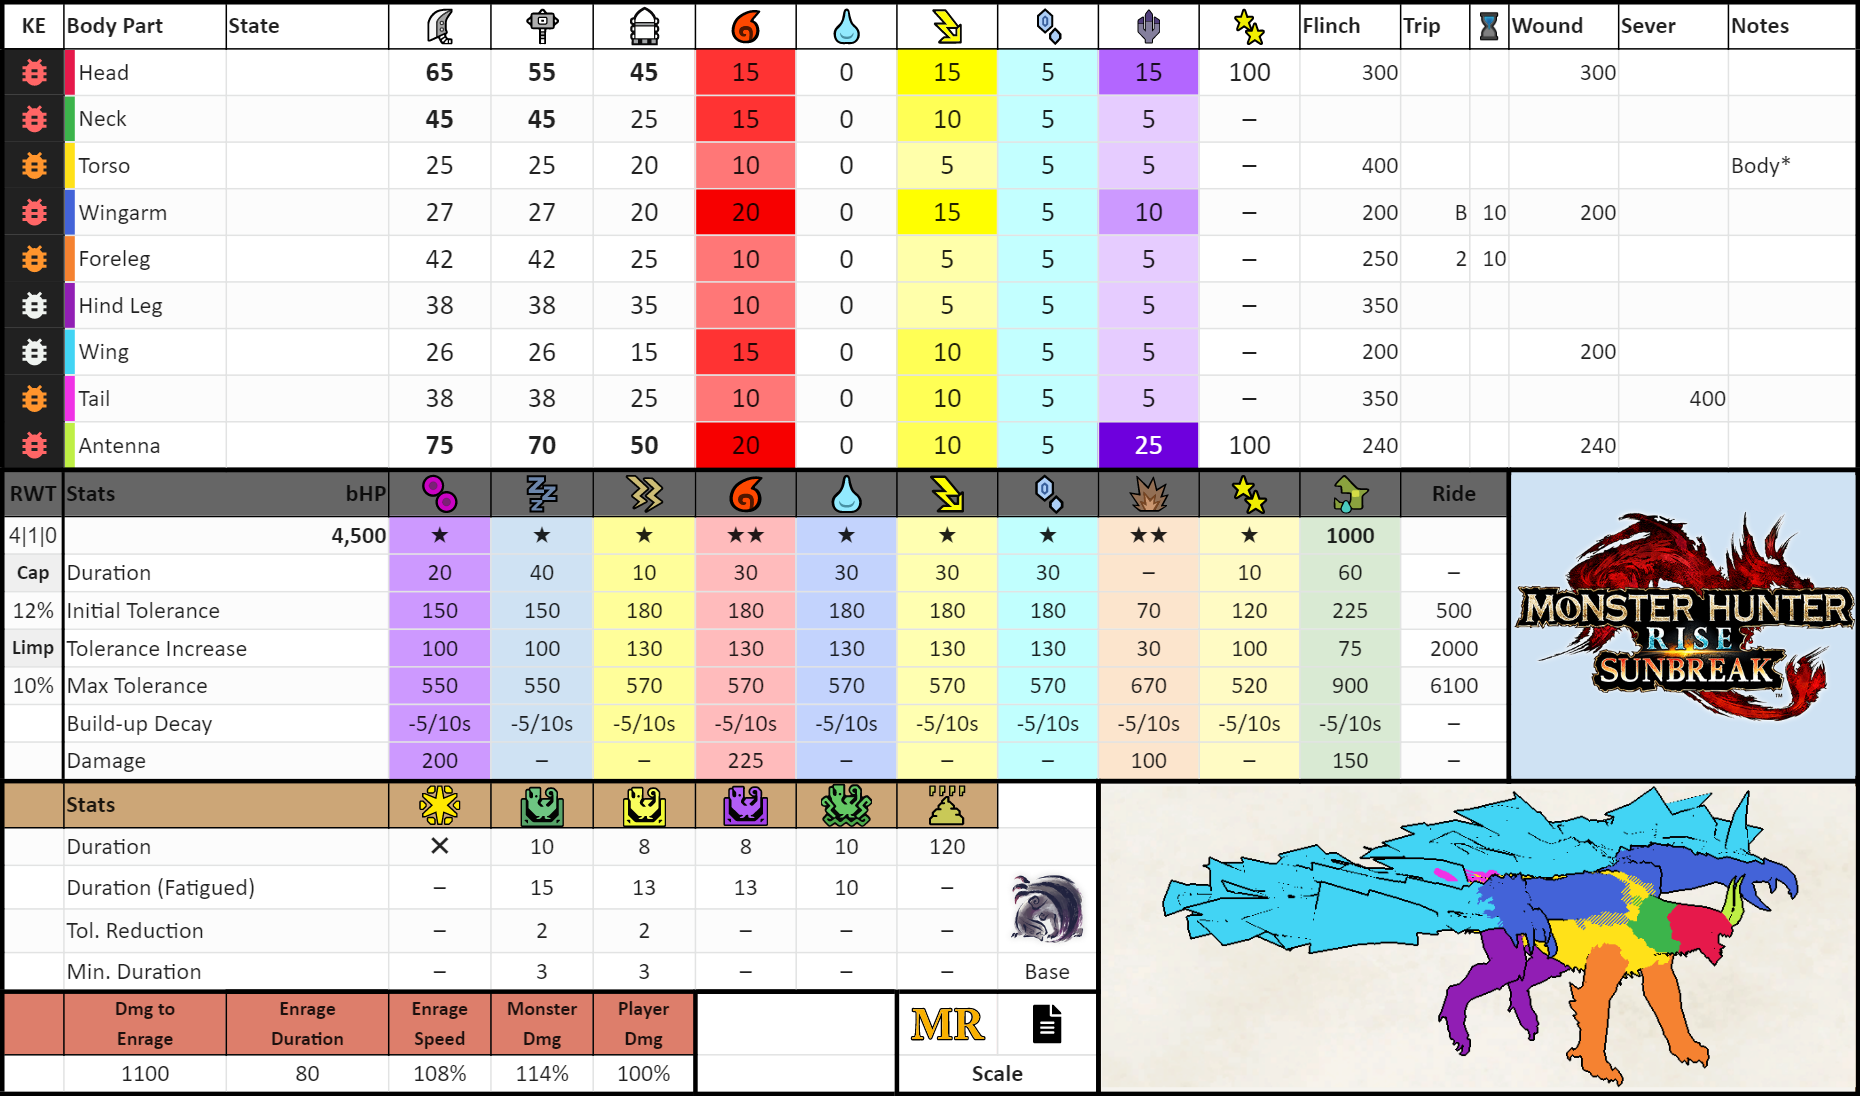 KE Body Part State Flinch Trip Wound Sever Notes
Head 65 55 45 15 0 15 5 15 100 300 300
Neck 45 45 25 15 0 10 5 5 –
Torso 25 25 20 10 0 5 5 5 – 400 Body*
Wingarm 27 27 20 20 0 15 5 10 – 200 B 10 200
Foreleg 42 42 25 10 0 5 5 5 – 250 2 10
Hind Leg 38 38 35 10 0 5 5 5 – 350
Wing 26 26 15 15 0 10 5 5 – 200 200
Tail 38 38 25 10 0 10 5 5 – 350 400
Antenna 75 70 50 20 0 10 5 25 100 240 240
RWT Stats bHP Ride
4|1|0 4,500 ★ ★ ★ ★★ ★ ★ ★ ★★ ★ 1000
Cap Duration 20 40 10 30 30 30 30 – 10 60 –
12% Initial Tolerance 150 150 180 180 180 180 180 70 120 225 500
Limp Tolerance Increase 100 100 130 130 130 130 130 30 100 75 2000
10% Max Tolerance 550 550 570 570 570 570 570 670 520 900 6100
Build-up Decay -5/10s -5/10s -5/10s -5/10s -5/10s -5/10s -5/10s -5/10s -5/10s -5/10s –
Damage 200 – – 225 – – – 100 – 150 –
MONSTER HUNTER
RISE
SUNBREAK
™
Stats
Duration ✕ 10 8 8 10 120
Duration (Fatigued) – 15 13 13 10 –
Tol. Reduction – 2 2 – – –
Min. Duration – 3 3 – – – Base
Dmg to Enrage Enrage Monster Player
Enrage Duration Speed Dmg Dmg
MR
1100 80 108% 114% 100% Scale